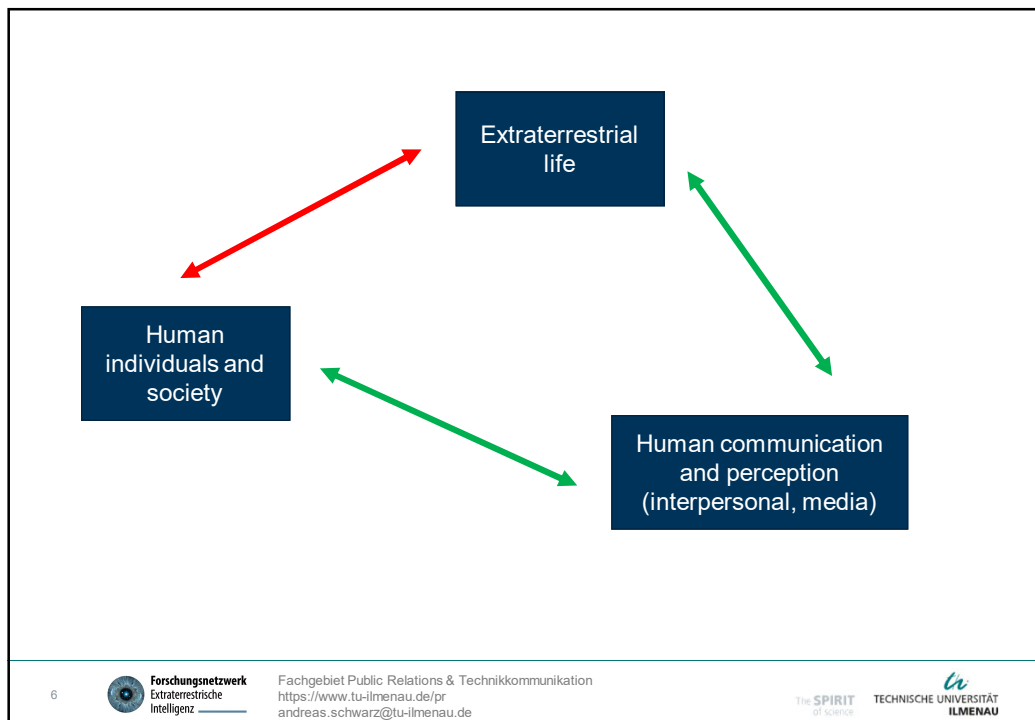 Extraterrestrial
life
Human
individuals and
society
Human communication
and perception
(interpersonal, media)
6
Forschungsnetzwerk
Extraterrestrische
Intelligenz
Fachgebiet Public Relations & Technikkommunikation
https://www.tu-ilmenau.de/pr
andreas.schwarz@tu-ilmenau.de
The SPIRIT
of science
TECHNISCHE UNIVERSITÄT
ILMENAU